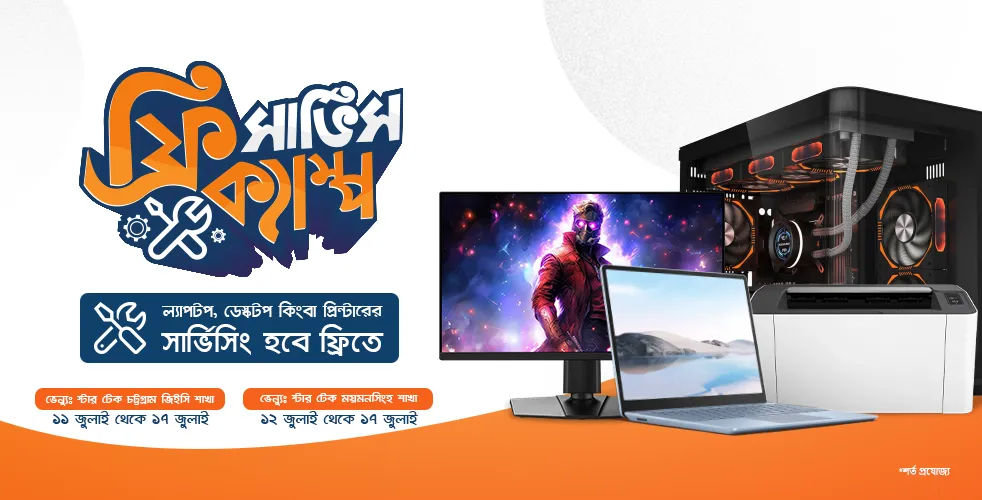 ফ্রি সার্ভিস
ক্যাম্প
ল্যাপটপ, ডেস্কটপ কিংবা প্রিন্টারের
সার্ভিসিং হবে ফ্রিতে
ভেন্যুঃ স্টার টেক চট্টগ্রাম জিইসি শাখা
১১ জুলাই থেকে ১৭ জুলাই
ভেন্যুঃ স্টার টেক ময়মনসিংহ শাখা
১২ জুলাই থেকে ১৭ জুলাই
*শর্ত প্রযোজ্য